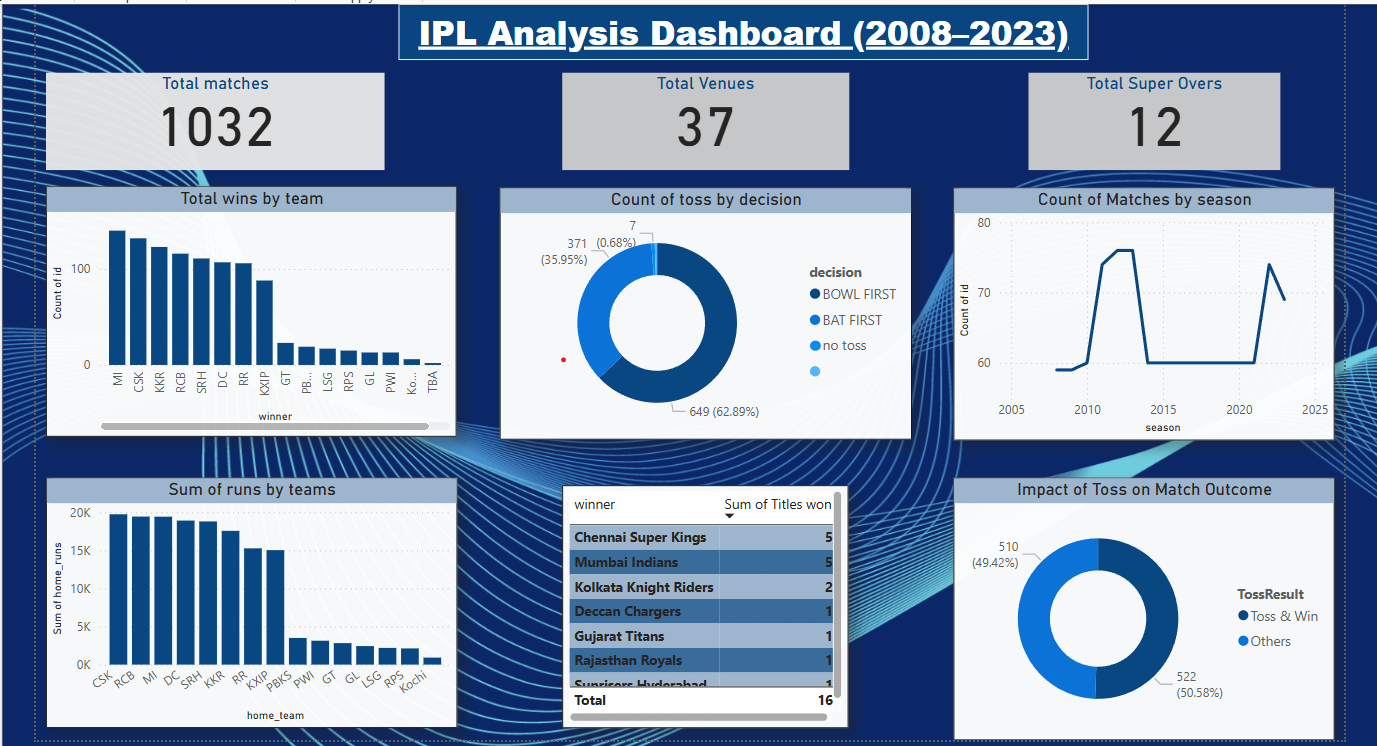 IPL Analysis Dashboard (2008–2023)
Total matches
1032
Total Venues
37
Total Super Overs
12
Total wins by team
Count of id
100
0
MI
CSK
KKR
RCB
SRH
DC
RR
KXIP
GT
PB...
LSG
RPS
GL
PWI
Ko...
TBA
winner
Count of toss by decision
7
(0.68%)
371
(35.95%)
649 (62.89%)
decision
BOWL FIRST
BAT FIRST
no toss
Count of Matches by season
Count of id
80
70
60
2005
2010
2015
2020
2025
season
Sum of runs by teams
Sum of home_runs
20K
15K
10K
5K
0K
CSK
RCB
MI
DC
SRH
KKR
RR
KXIP
PBKS
PWI
GT
GL
LSG
RPS
Kochi
home_team
winner Sum of Titles won
Chennai Super Kings 5
Mumbai Indians 5
Kolkata Knight Riders 2
Deccan Chargers 1
Gujarat Titans 1
Rajasthan Royals 1
Sunrisers Hyderabad 1
Total 16
Impact of Toss on Match Outcome
510
(49.42%)
522
(50.58%)
TossResult
Toss & Win
Others